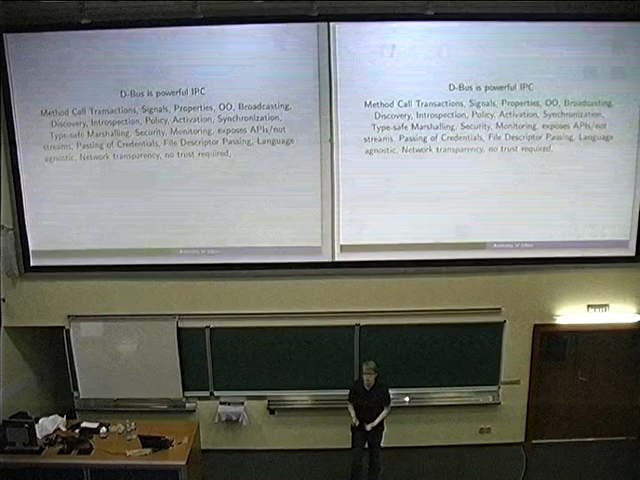 D-Bus is powerful IPC
Method Call Transactions, Signals, Properties, OO, Broadcasting,
Discovery, Introspection, Policy, Activation, Synchronization,
Type-safe Marshalling, Security, Monitoring, exposes APIs/not
streams, Passing of Credentials, File Descriptor Passing, Language
agnostic, Network transparency, no trust required.
D-Bus is powerful IPC
Method Call Transactions, Signals, Properties, OO, Broadcasting,
Discovery, Introspection, Policy, Activation, Synchronization,
Type-safe Marshalling, Security, Monitoring, exposes APIs/not
streams, Passing of Credentials, File Descriptor Passing, Language
agnostic, Network transparency, no trust required.